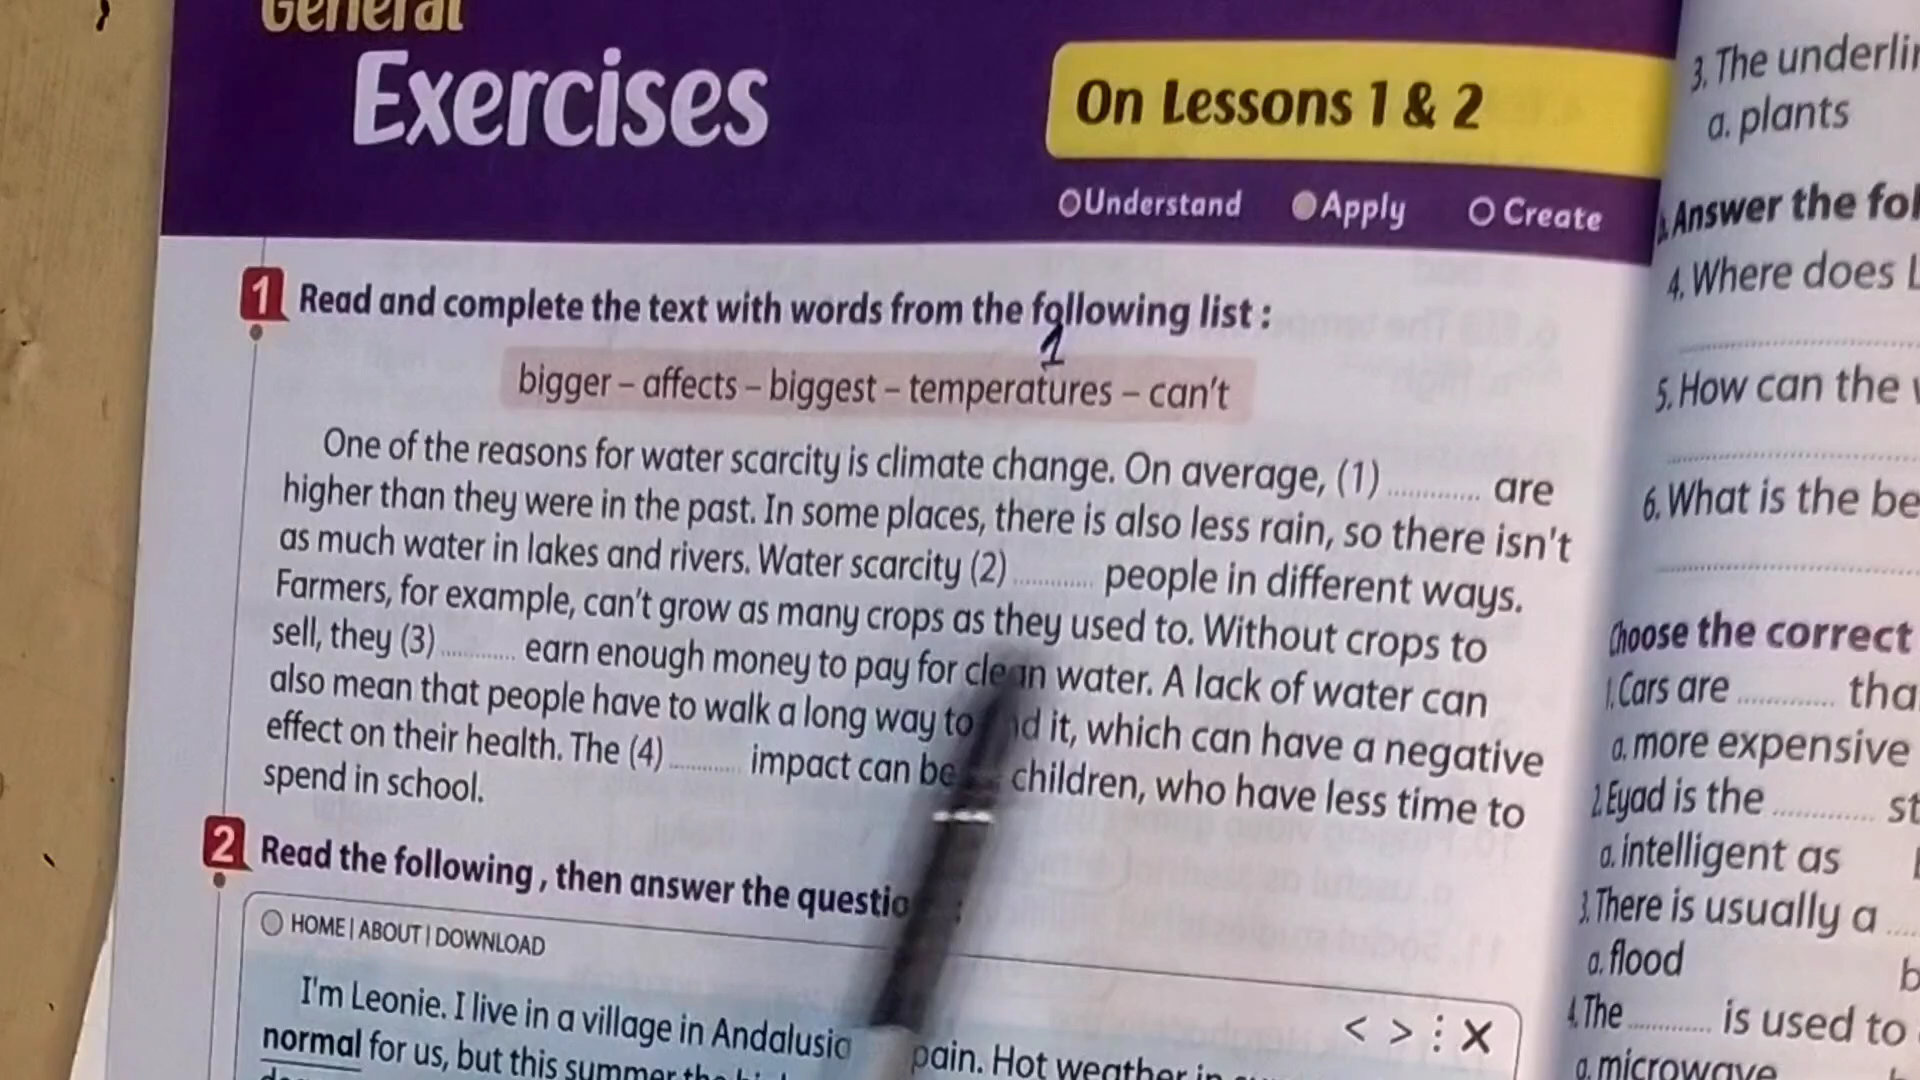 General
Exercises
On Lessons 1 & 2
Understand Apply Create
1 Read and complete the text with words from the following list :
1
bigger – affects – biggest – temperatures – can't
One of the reasons for water scarcity is climate change. On average, (1) ............. are
higher than they were in the past. In some places, there is also less rain, so there isn't
as much water in lakes and rivers. Water scarcity (2) ............ people in different ways.
Farmers, for example, can't grow as many crops as they used to. Without crops to
sell, they (3) ........... earn enough money to pay for clean water. A lack of water can
also mean that people have to walk a long way to it, which can have a negative
effect on their health. The (4) .......... impact can be children, who have less time to
spend in school.
2 Read the following , then answer the questio :
HOME | ABOUT | DOWNLOAD
< > ⋮ X
I'm Leonie. I live in a village in Andalusia pain. Hot weather in
normal for us, but this summer the
3. The underlin
a. plants
Answer the fol
4. Where does L
5. How can the
6. What is the be
Choose the correct
1. Cars are ............. tha
a. more expensive
2. Eyad is the ............. st
a. intelligent as
3. There is usually a ....
a. flood
b
4. The ............ is used to
a. microwave